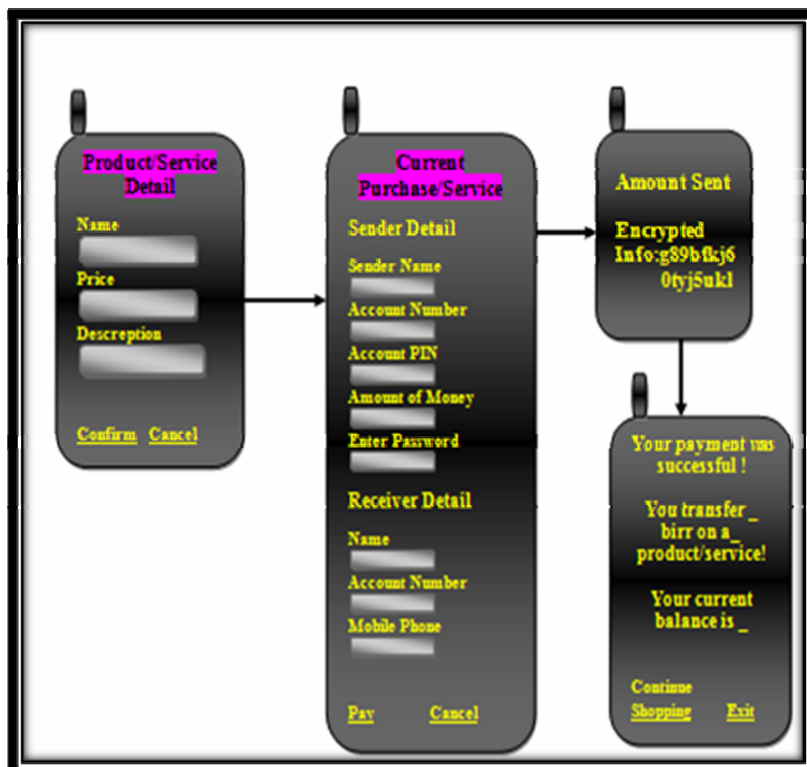 Product/Service
Detail
Name
Price
Descreption
Confirm Cancel
Current
Purchase/Service
Sender Detail
Sender Name
Account Number
Account PIN
Amount of Money
Enter Password
Receiver Detail
Name
Account Number
Mobile Phone
Pay Cancel
Amount Sent
Encrypted
Info:g89bfkj6
0tyj5ukl
Your payment was
successful !
You transfer _
birr on a_
product/service!
Your current
balance is _
Continue
Shopping Exit